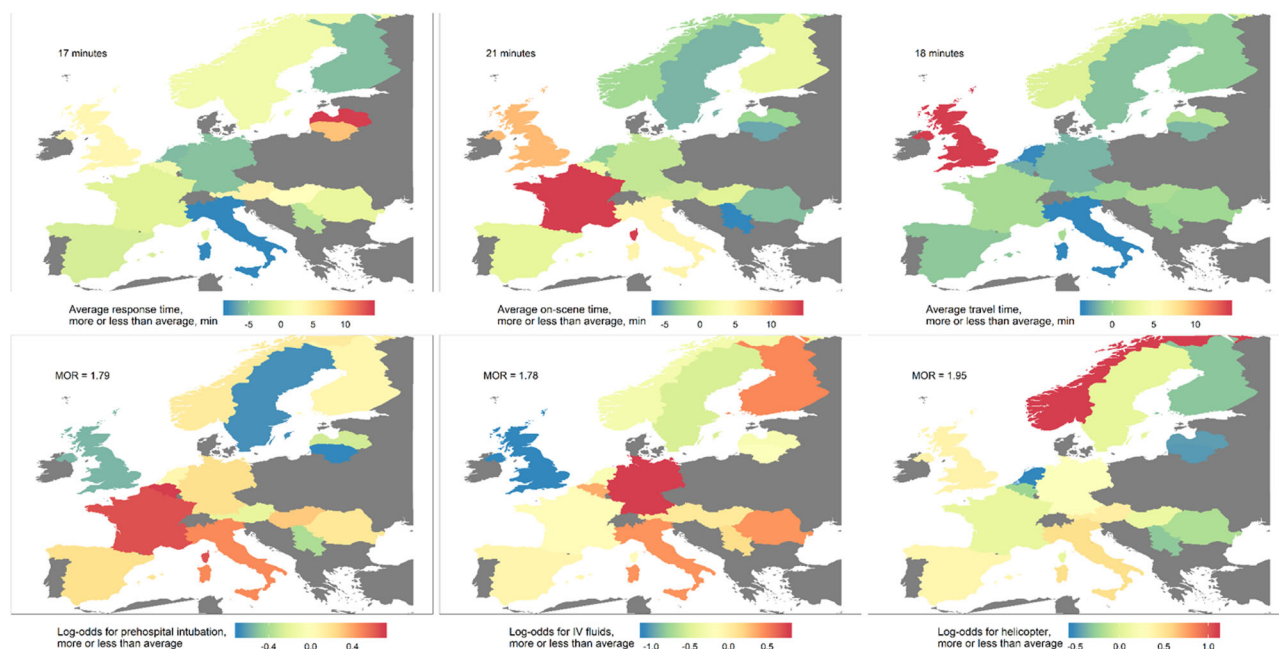 17 minutes
21 minutes
18 minutes
Average response time,
more or less than average, min
-5 0 5 10
Average on-scene time,
more or less than average, min
-5 0 5 10
Average travel time,
more or less than average, min
0 5 10
MOR = 1.79
MOR = 1.78
MOR = 1.95
Log-odds for prehospital intubation,
more or less than average
-0.4 0.0 0.4
Log-odds for IV fluids,
more or less than average
-1.0 -0.5 0.0 0.5
Log-odds for helicopter,
more or less than average
-0.5 0.0 0.5 1.0